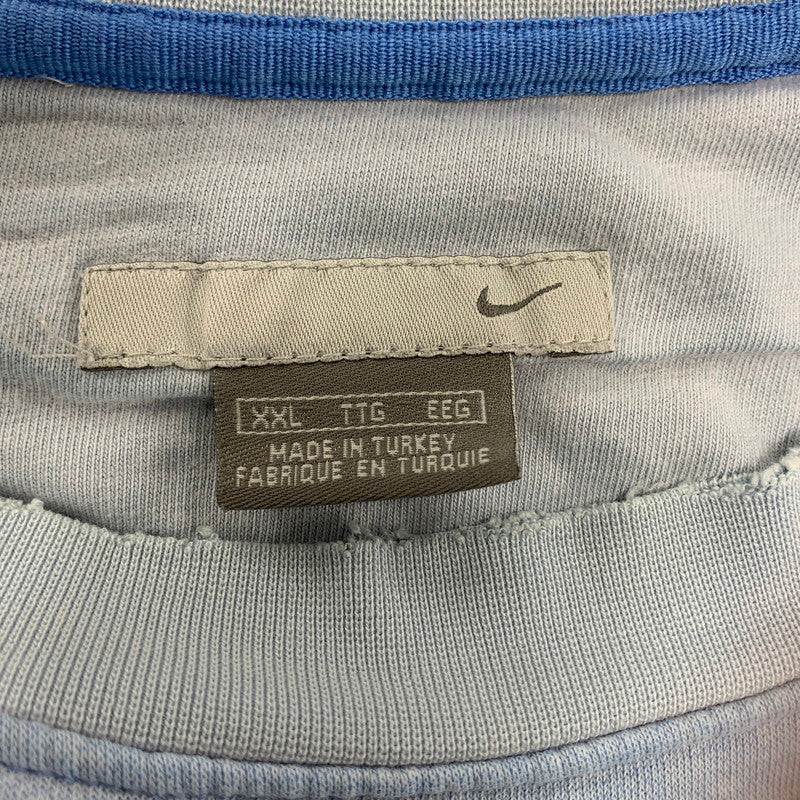 XXL TTG EEG
MADE IN TURKEY
FABRIQUE EN TURQUIE